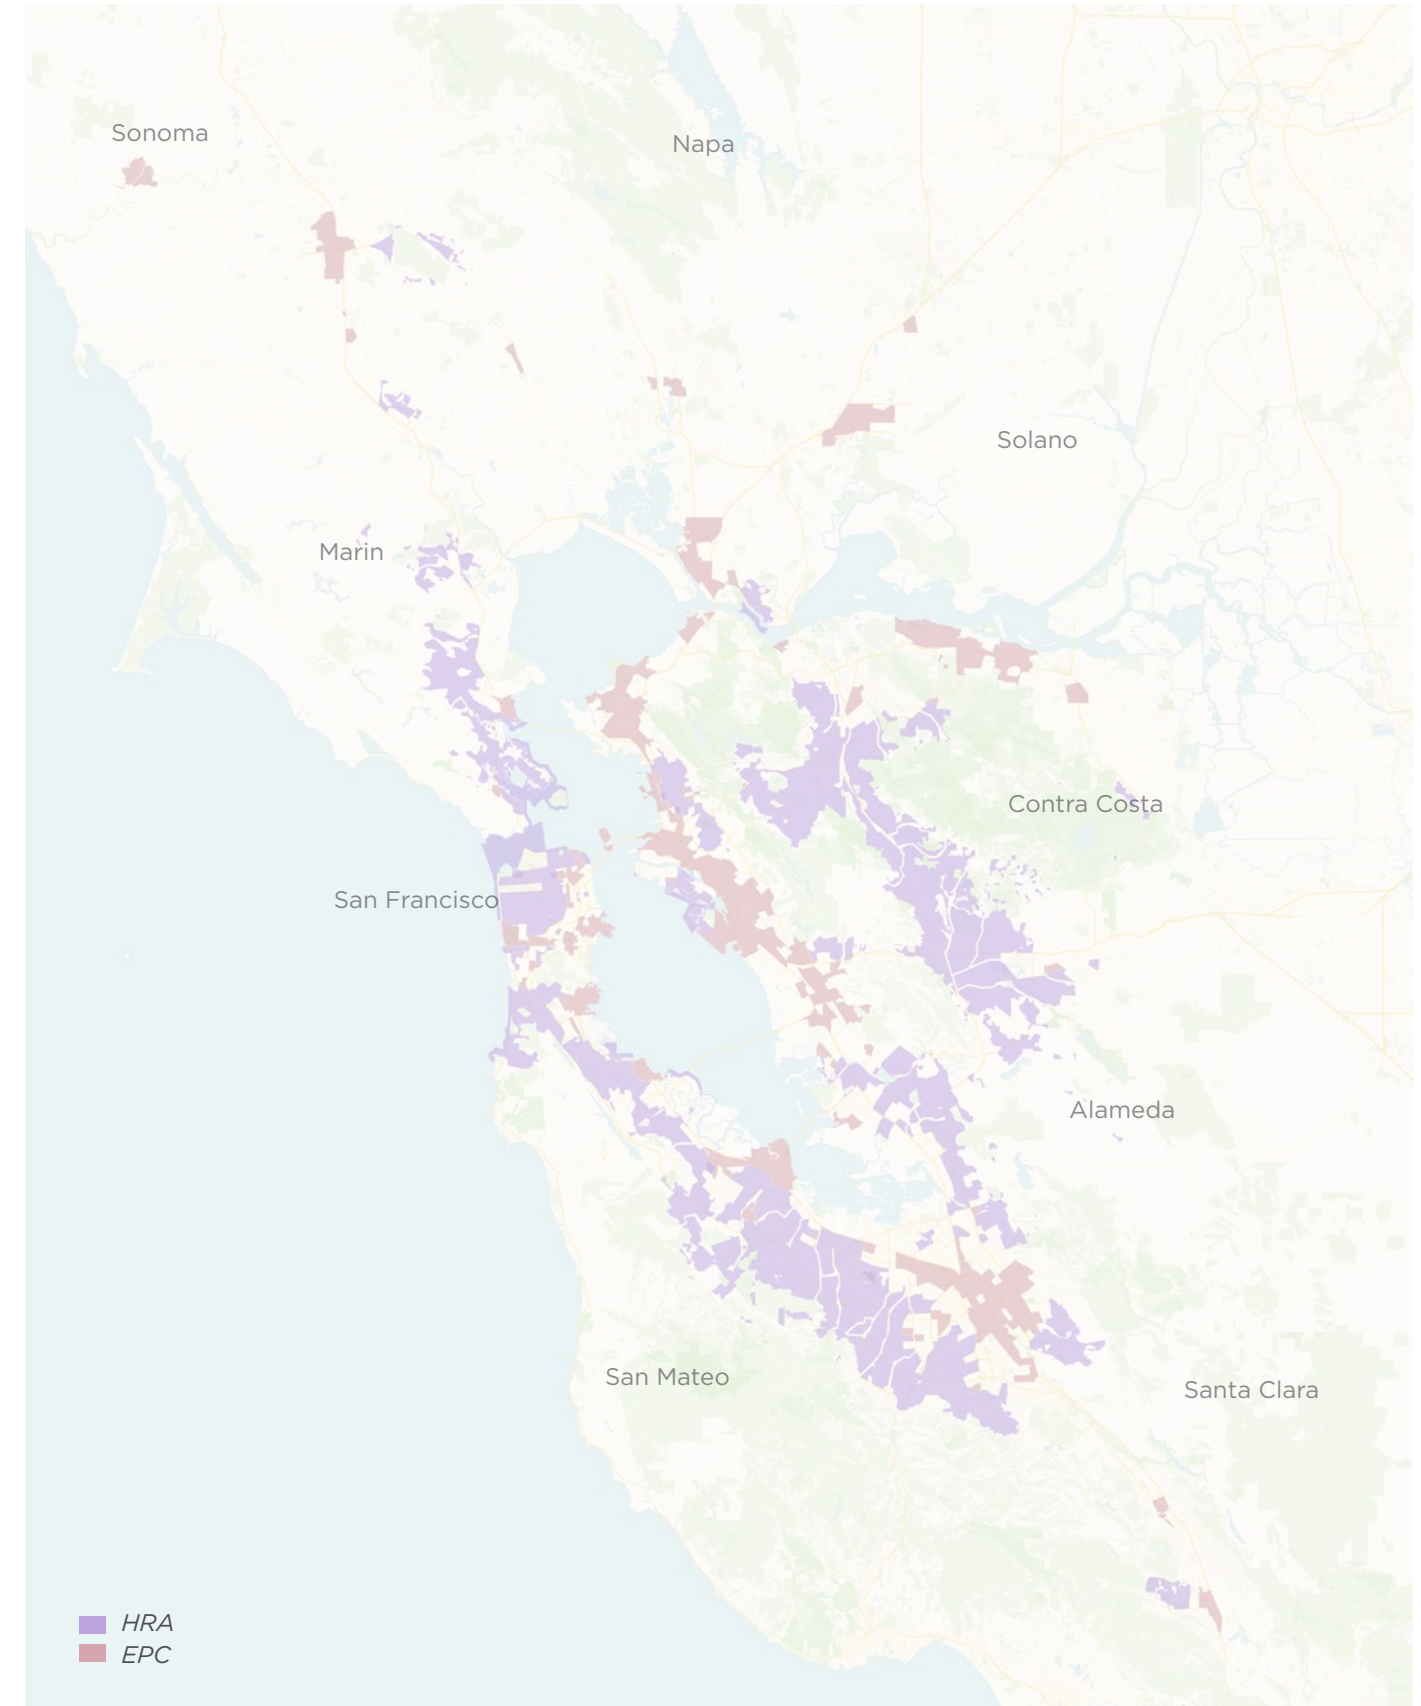 Sonoma
Napa
Solano
Marin
Contra Costa
San Francisco
Alameda
San Mateo
Santa Clara
HRA
EPC